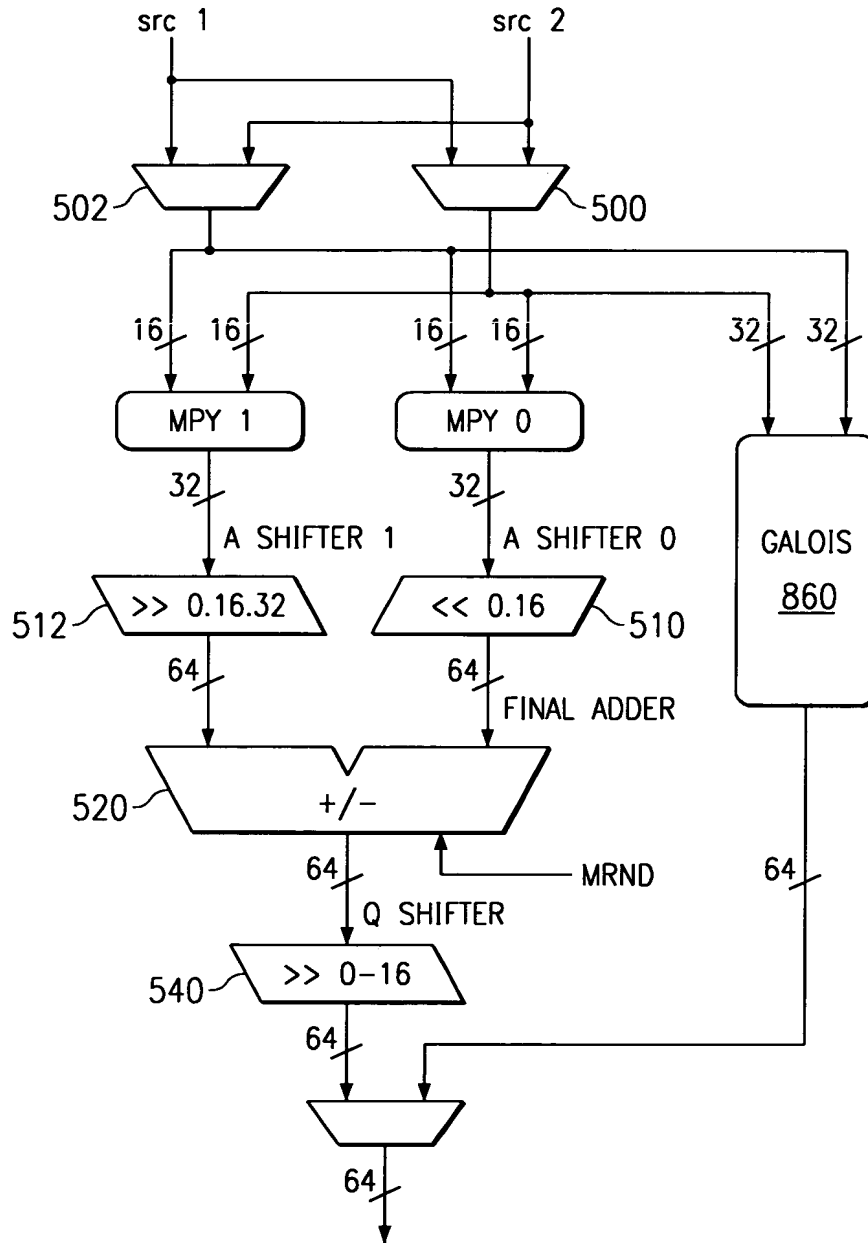 src 1 src 2
502 500
16 16 16 16 32 32
MPY 1 MPY 0
32 32
A SHIFTER 1 A SHIFTER 0
GALOIS
860
512 >> 0.16.32 << 0.16 510
64 64
FINAL ADDER
520 +/-
64 MRND 64
Q SHIFTER
540 >> 0-16
64
64